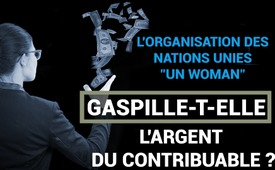 L'ORGANISATION DES
NATIONS UNIES
"UN WOMAN"
GASPILLE-T-ELLE
L'ARGENT
DU CONTRIBUABLE ?